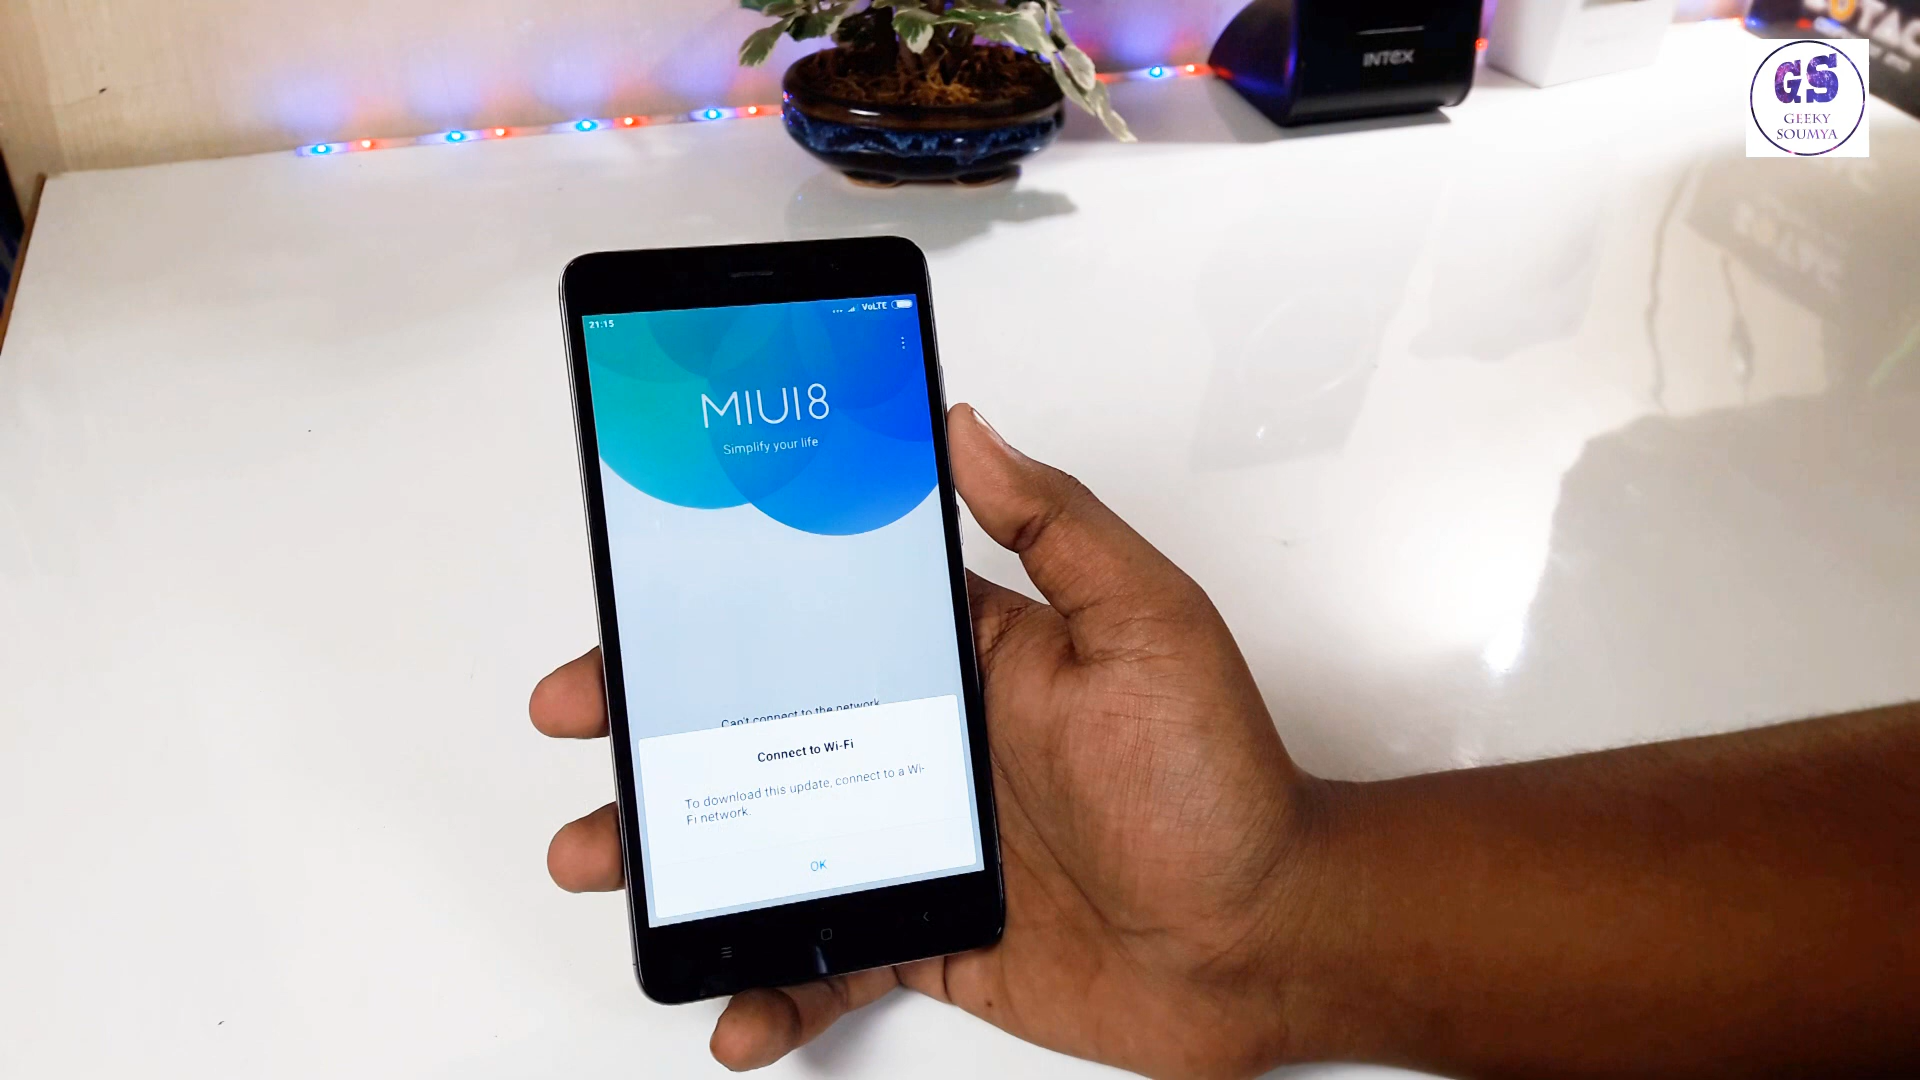 INTEX
GS
GEEKY
SOUMYA
21:15
VoLTE
MIUI8
Simplify your life
Can't connect to the network
Connect to Wi-Fi
To download this update, connect to a Wi-
Fi network.
OK